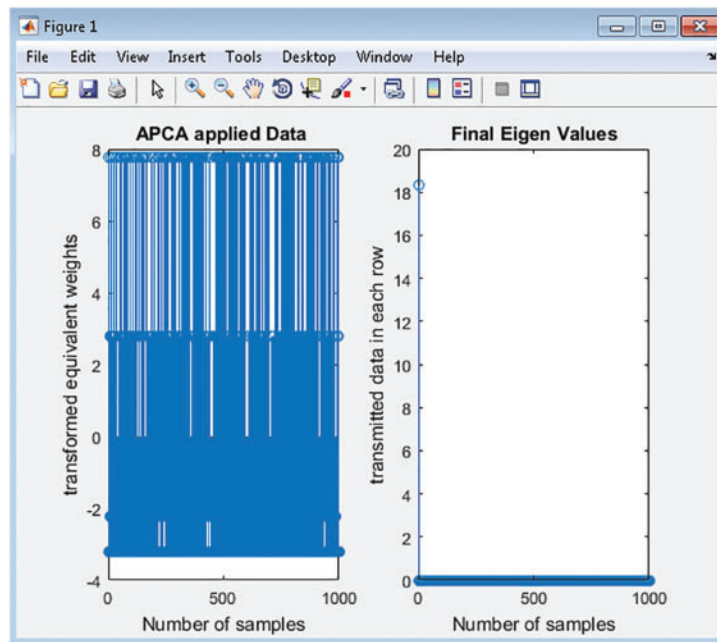 Figure 1
File Edit View Insert Tools Desktop Window Help
APCA applied Data
8
6
4
2
0
-2
-4
transformed equivalent weights
0 500 1000
Number of samples
Final Eigen Values
20
18
16
14
12
10
8
6
4
2
0
transmitted data in each row
0 500 1000
Number of samples